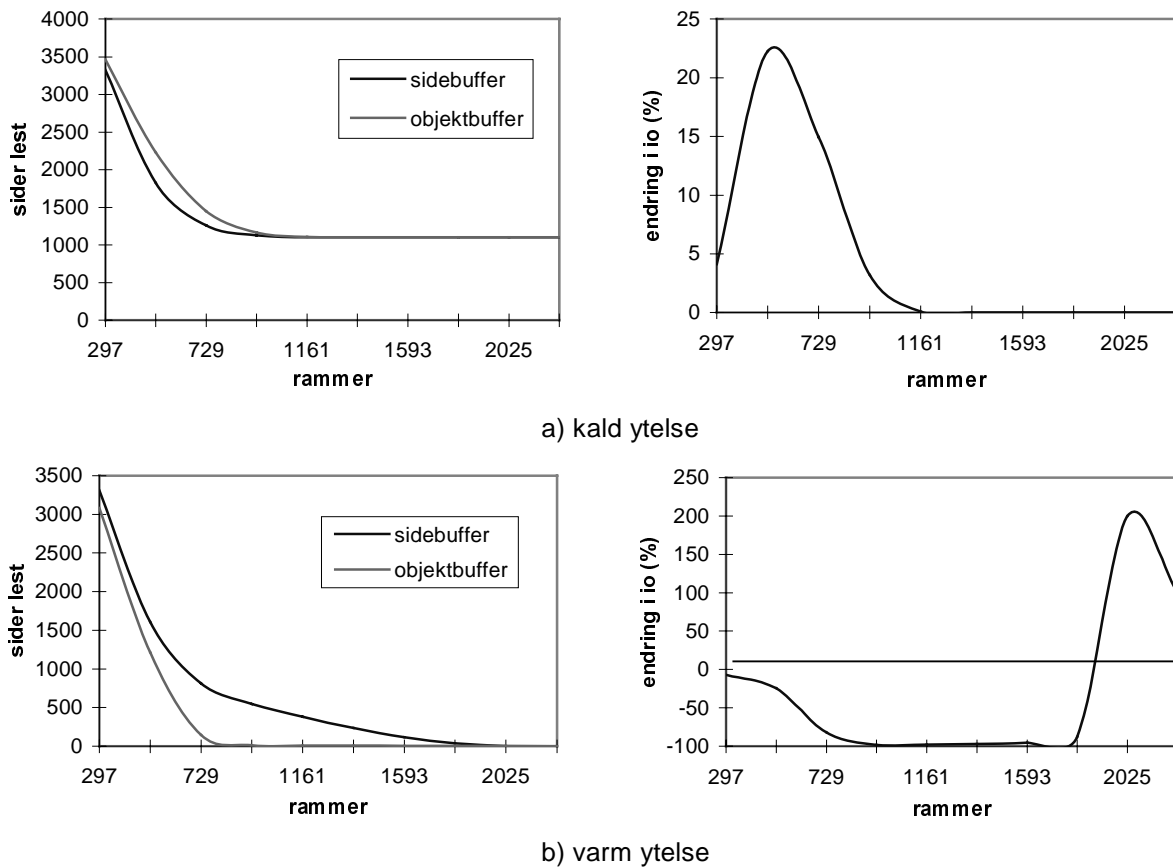 4000
3500
3000
2500
2000
1500
1000
500
0
sider lest
sidebuffer
objektbuffer
297 729 1161 1593 2025
rammer
25
20
15
10
5
0
endring i io (%)
297 729 1161 1593 2025
rammer
a) kald ytelse
3500
3000
2500
2000
1500
1000
500
0
sider lest
sidebuffer
objektbuffer
297 729 1161 1593 2025
rammer
250
200
150
100
50
0
-50
-100
endring i io (%)
297 729 1161 1593 2025
rammer
b) varm ytelse